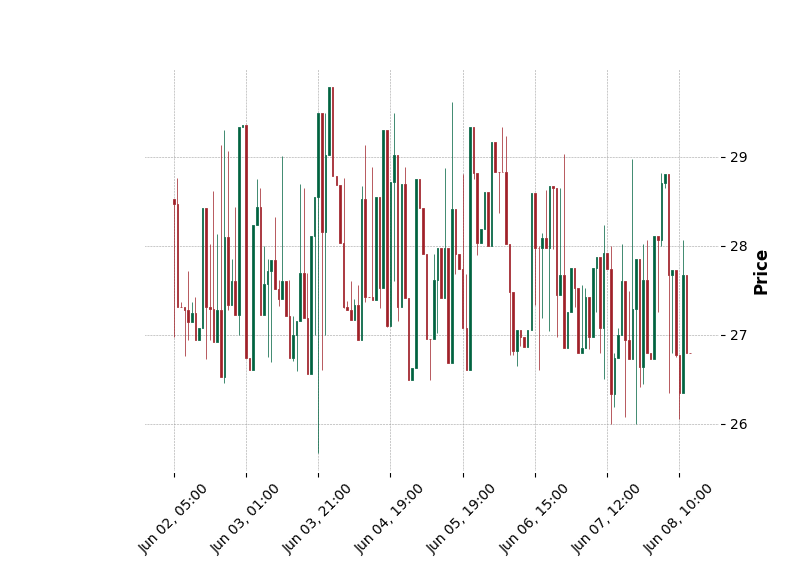 29
28
27
26
Price
Jun 02, 05:00
Jun 03, 01:00
Jun 03, 21:00
Jun 04, 19:00
Jun 05, 19:00
Jun 06, 15:00
Jun 07, 12:00
Jun 08, 10:00